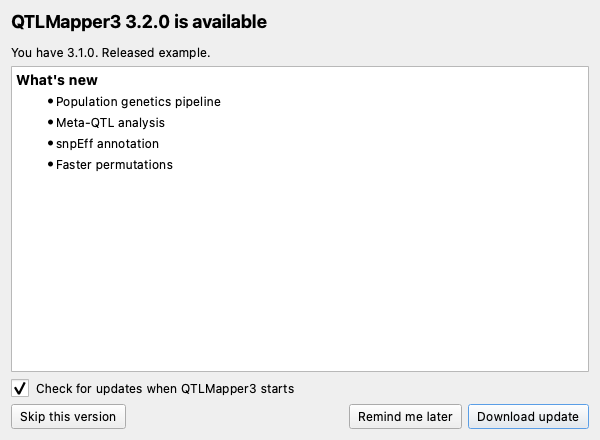 QTLMapper3 3.2.0 is available
You have 3.1.0. Released example.
What's new
• Population genetics pipeline
• Meta-QTL analysis
• snpEff annotation
• Faster permutations
Check for updates when QTLMapper3 starts
Skip this version
Remind me later
Download update